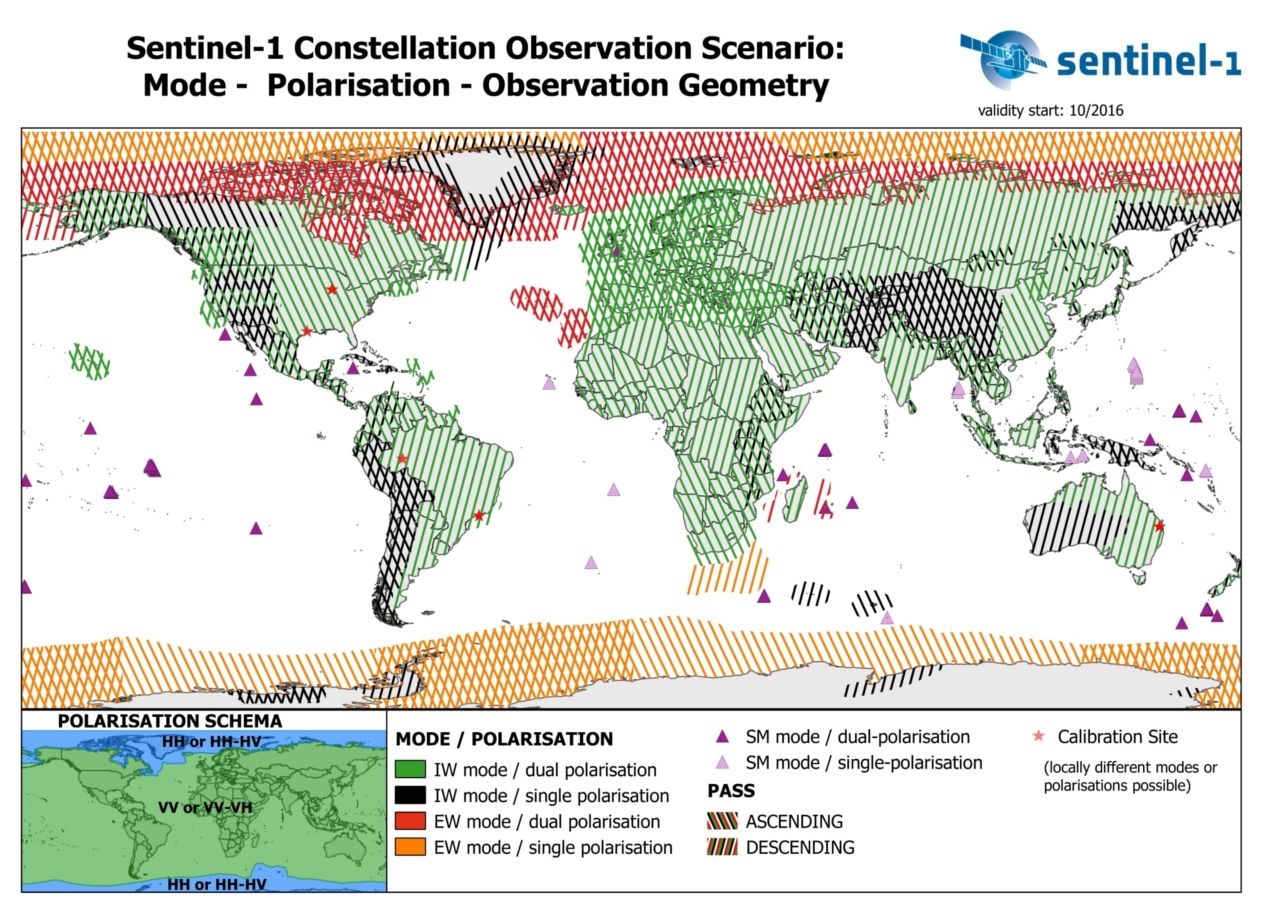 Sentinel-1 Constellation Observation Scenario:
Mode - Polarisation - Observation Geometry
sentinel-1
validity start: 10/2016
POLARISATION SCHEMA
HH or HH-HV
VV or VV-VH
HH or HH-HV
MODE / POLARISATION
IW mode / dual polarisation
IW mode / single polarisation
EW mode / dual polarisation
EW mode / single polarisation
SM mode / dual-polarisation
SM mode / single-polarisation
PASS
ASCENDING
DESCENDING
Calibration Site
(locally different modes or
polarisations possible)